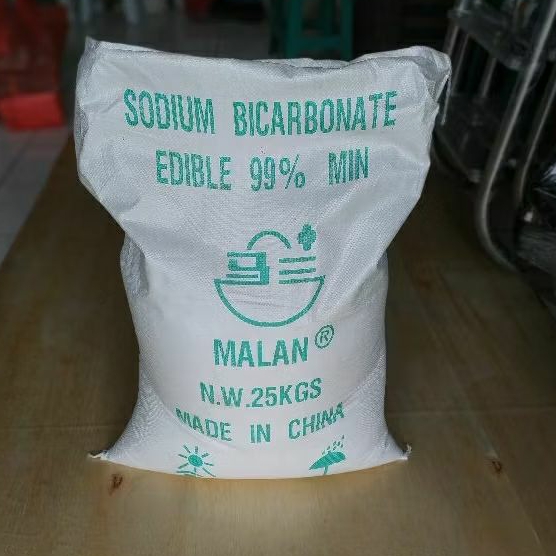 SODIUM BICARBONATE
EDIBLE 99% MIN
MALAN®
N.W.25KGS
MADE IN CHINA